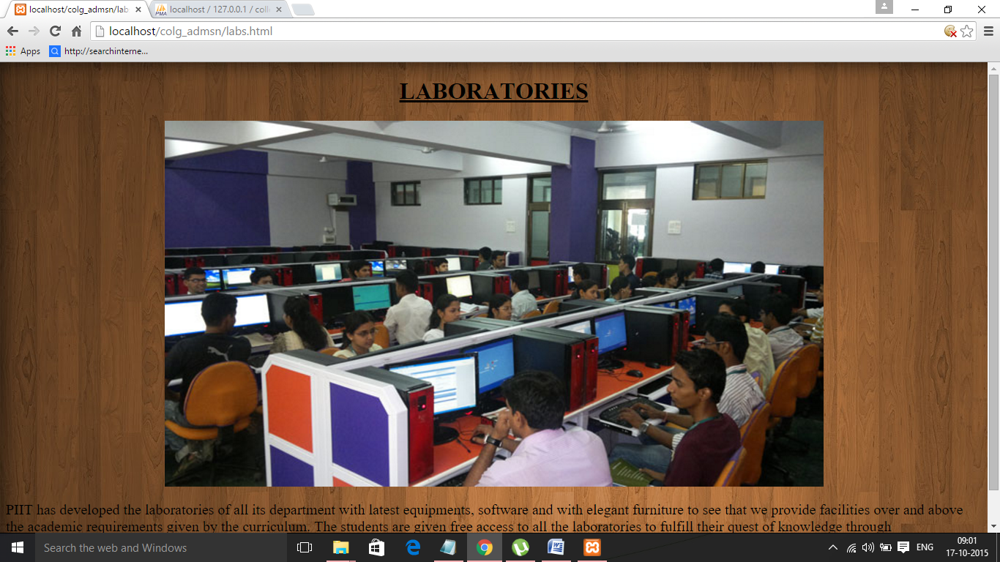 localhost/colg_admsn/lab
localhost / 127.0.0.1 / coll
localhost/colg_admsn/labs.html
Apps
http://searchinterne...
LABORATORIES
PIIT has developed the laboratories of all its department with latest equipments, software and with elegant furniture to see that we provide facilities over and above
the academic requirements given by the curriculum. The students are given free access to all the laboratories to fulfill their quest of knowledge through
Search the web and Windows
ENG
09:01
17-10-2015